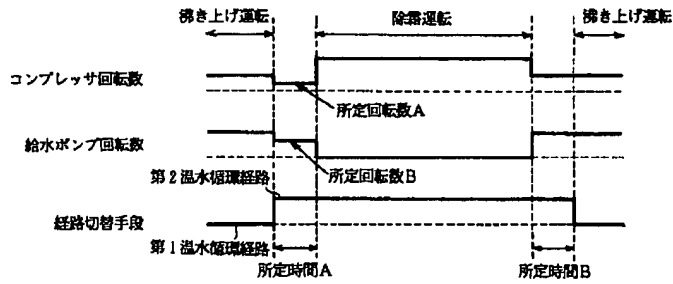 沸き上げ運転
除霜運転
沸き上げ運転
コンプレッサ回転数
所定回転数A
給水ポンプ回転数
所定回転数B
第2温水循環経路
経路切替手段
第1温水循環経路
所定時間A
所定時間B